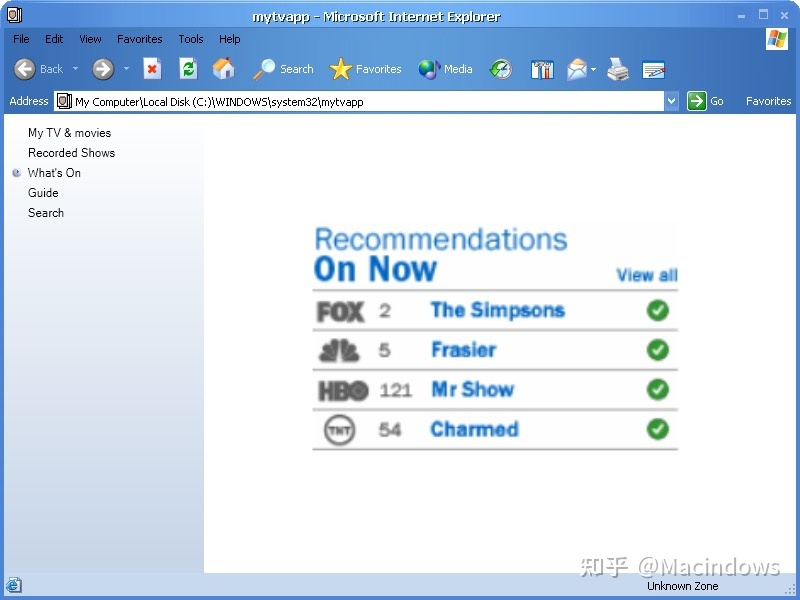 mytvapp - Microsoft Internet Explorer
File Edit View Favorites Tools Help
Back Search Favorites Media
Address My Computer\Local Disk (C:)\WINDOWS\system32\mytvapp Go Favorites
My TV & movies
Recorded Shows
What's On
Guide
Search
Recommendations
On Now View all
FOX 2 The Simpsons
5 Frasier
HBO 121 Mr Show
TNT 54 Charmed
知乎 @Macindows
Unknown Zone